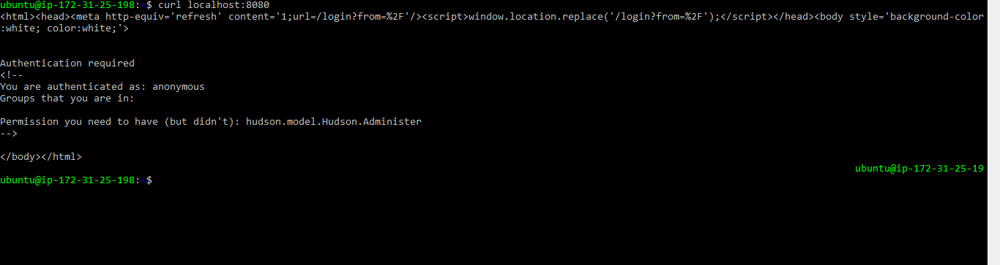 ubuntu@ip-172-31-25-198:~$ curl localhost:8080
<html><head><meta http-equiv='refresh' content='1;url=/login?from=%2F'/><script>window.location.replace('/login?from=%2F');</script></head><body style='background-color
:white; color:white;'>
Authentication required
<!--
You are authenticated as: anonymous
Groups that you are in:
Permission you need to have (but didn't): hudson.model.Hudson.Administer
-->
</body></html>
ubuntu@ip-172-31-25-19
ubuntu@ip-172-31-25-198:~$